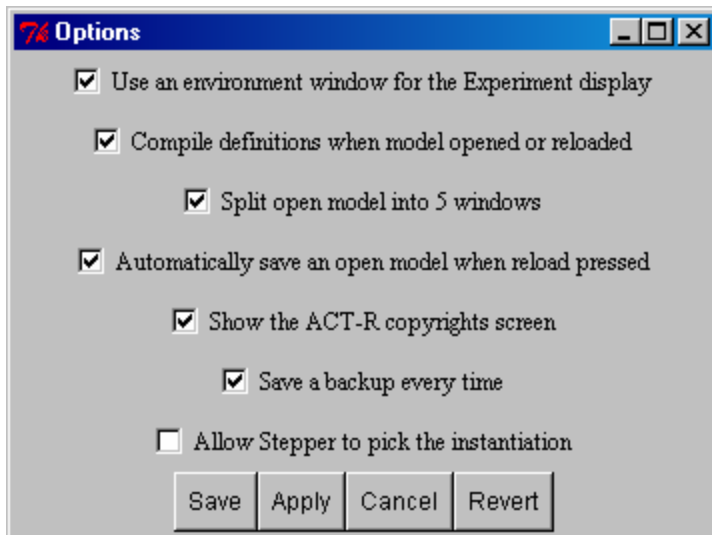 Options
Use an environment window for the Experiment display
Compile definitions when model opened or reloaded
Split open model into 5 windows
Automatically save an open model when reload pressed
Show the ACT-R copyrights screen
Save a backup every time
Allow Stepper to pick the instantiation
Save Apply Cancel Revert